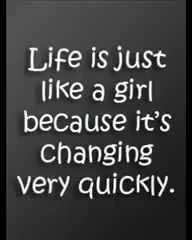 Life is just
like a girl
because it's
changing
very quickly.